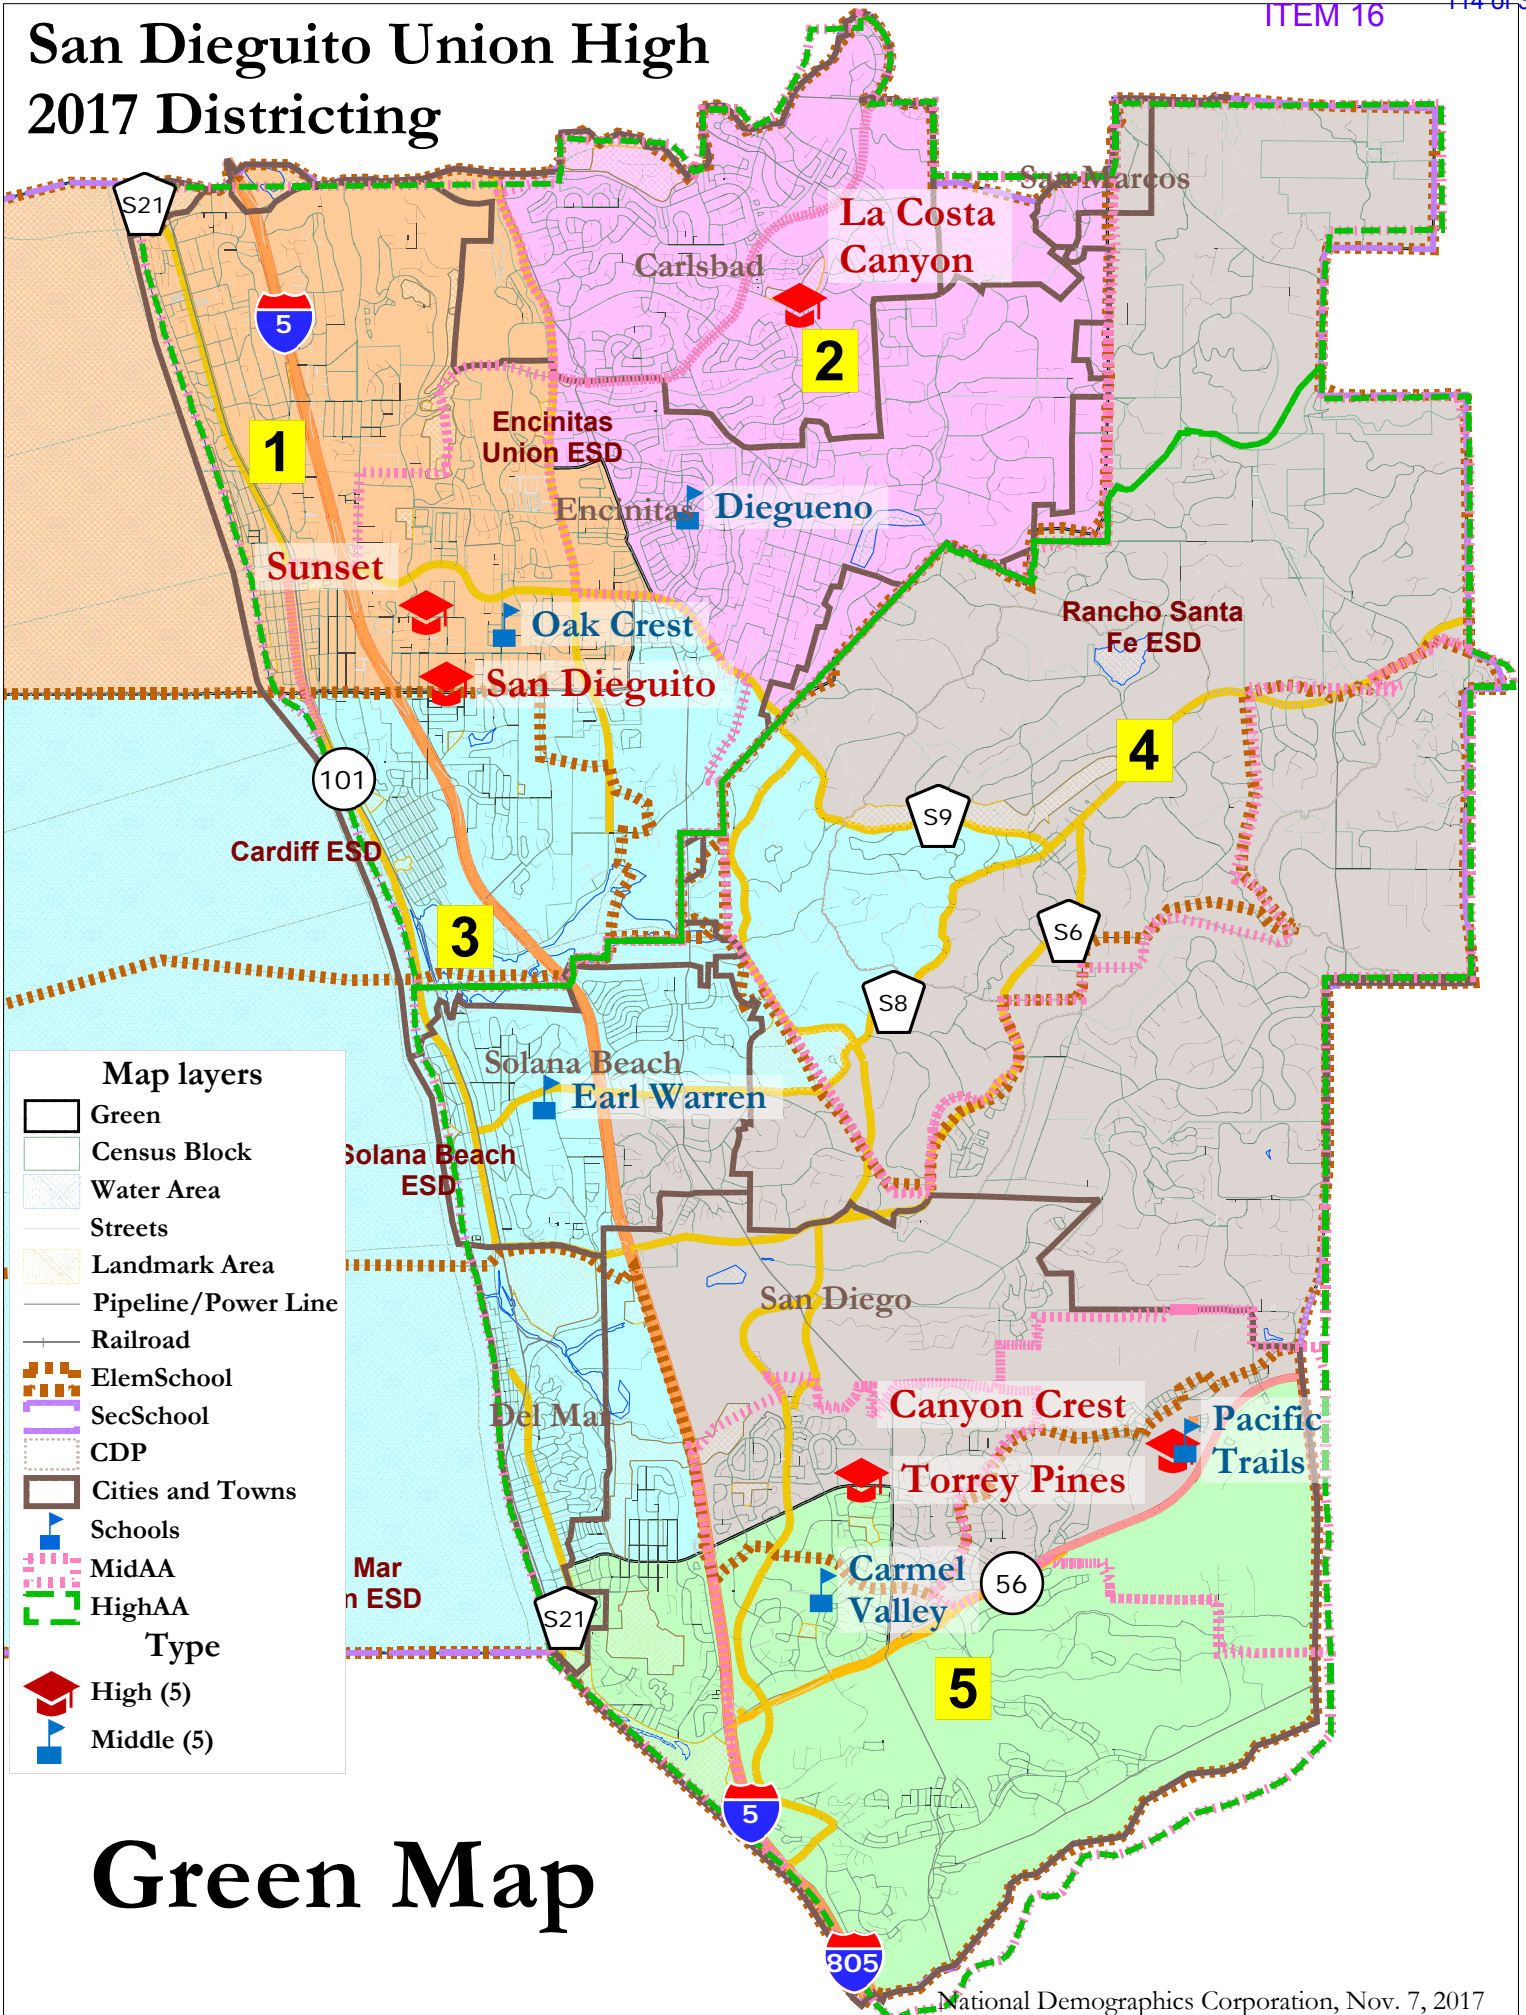 ITEM 16
San Dieguito Union High
2017 Districting
S21
San Marcos
La Costa
Canyon
Carlsbad
5
2
1
Encinitas
Union ESD
Encinitas
Diegueno
Sunset
Oak Crest
Rancho Santa
Fe ESD
San Dieguito
4
101
S9
Cardiff ESD
3
S6
S8
Solana Beach
Earl Warren
Solana Beach
ESD
San Diego
Del Mar
Canyon Crest
Pacific
Trails
Torrey Pines
Mar
n ESD
Carmel
Valley
56
S21
5
5
805
Map layers
Green
Census Block
Water Area
Streets
Landmark Area
Pipeline/Power Line
Railroad
ElemSchool
SecSchool
CDP
Cities and Towns
Schools
MidAA
HighAA
Type
High (5)
Middle (5)
Green Map
National Demographics Corporation, Nov. 7, 2017